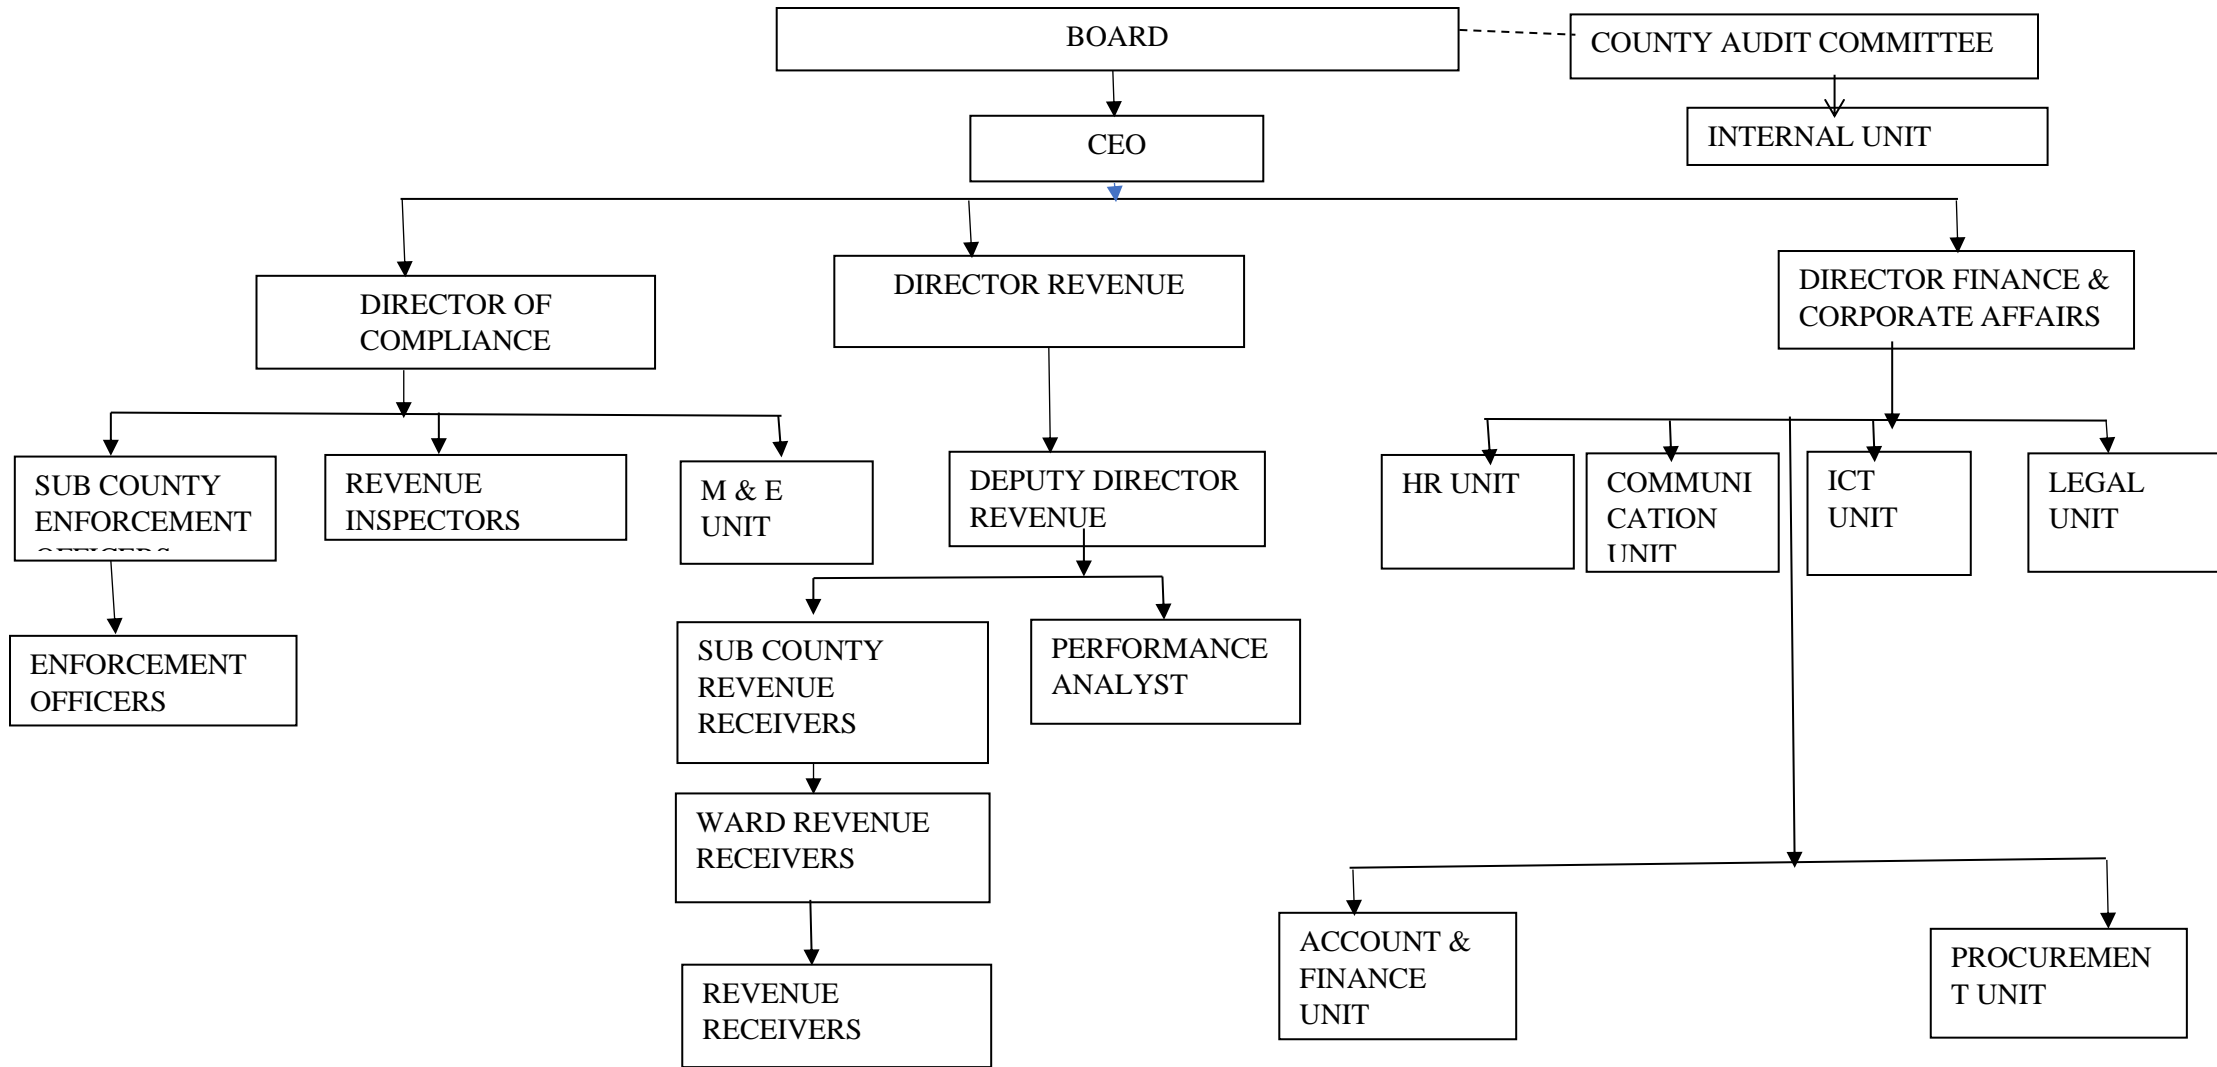 BOARD
COUNTY AUDIT COMMITTEE
INTERNAL UNIT
CEO
DIRECTOR OF
COMPLIANCE
DIRECTOR REVENUE
DIRECTOR FINANCE &
CORPORATE AFFAIRS
SUB COUNTY
ENFORCEMENT
OFFICERS
REVENUE
INSPECTORS
M & E
UNIT
DEPUTY DIRECTOR
REVENUE
HR UNIT
COMMUNI
CATION
UNIT
ICT
UNIT
LEGAL
UNIT
ENFORCEMENT
OFFICERS
SUB COUNTY
REVENUE
RECEIVERS
PERFORMANCE
ANALYST
WARD REVENUE
RECEIVERS
REVENUE
RECEIVERS
ACCOUNT &
FINANCE
UNIT
PROCUREMEN
T UNIT